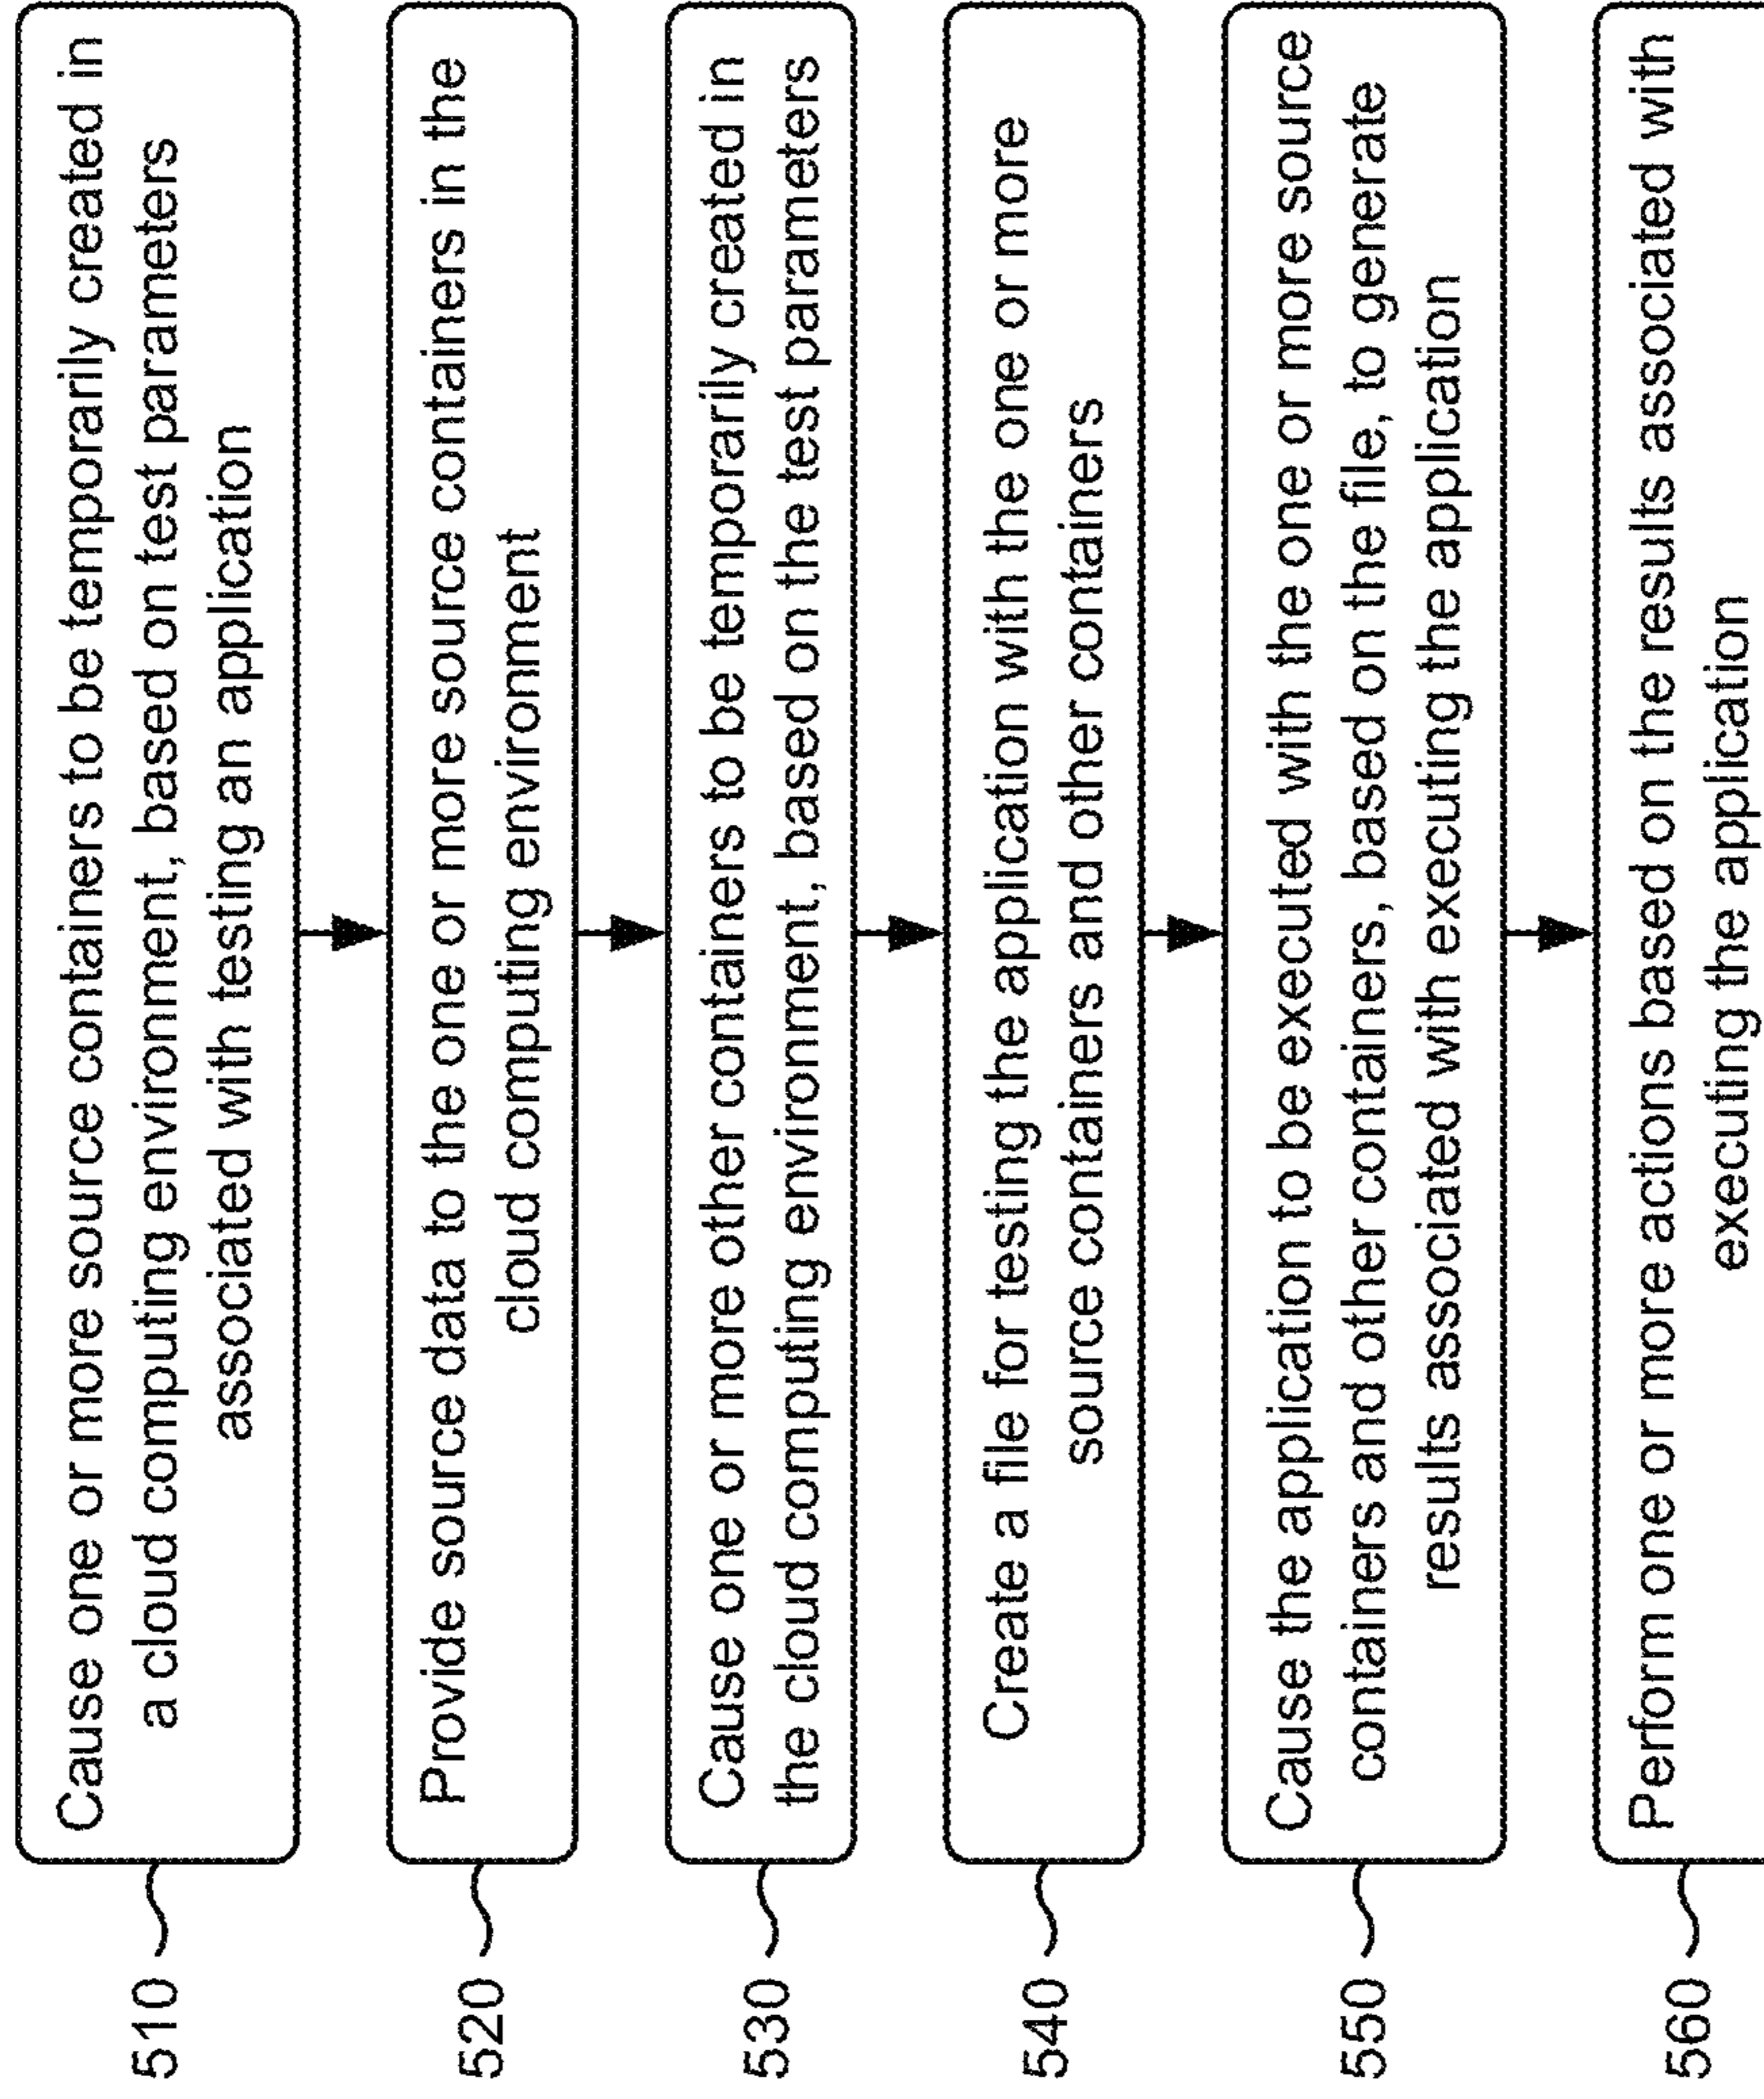 510
Cause one or more source containers to be temporarily created in
a cloud computing environment, based on test parameters
associated with testing an application
520
Provide source data to the one or more source containers in the
cloud computing environment
530
Cause one or more other containers to be temporarily created in
the cloud computing environment, based on the test parameters
540
Create a file for testing the application with the one or more
source containers and other containers
550
Cause the application to be executed with the one or more source
containers and other containers, based on the file, to generate
results associated with executing the application
560
Perform one or more actions based on the results associated with
executing the application